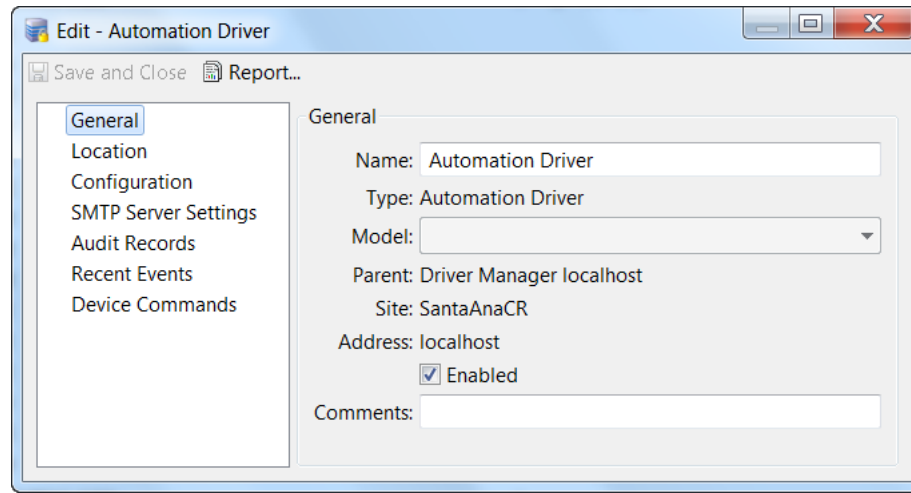 Edit - Automation Driver
Save and Close Report...
General
Location
Configuration
SMTP Server Settings
Audit Records
Recent Events
Device Commands
General
Name: Automation Driver
Type: Automation Driver
Model:
Parent: Driver Manager localhost
Site: SantaAnaCR
Address: localhost
Enabled
Comments: